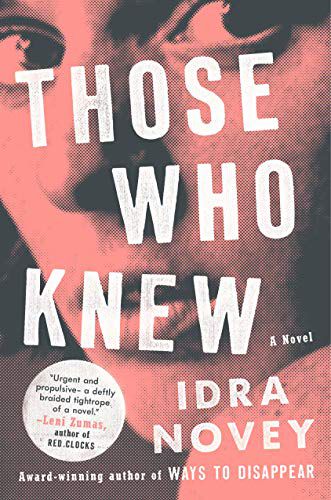 THOSE
WHO
KNEW
A Novel
"Urgent and
propulsive– a deftly
braided tightrope
of a novel."
–Leni Zumas,
author of
RED CLOCKS
IDRA
NOVEY
Award-winning author of WAYS TO DISAPPEAR